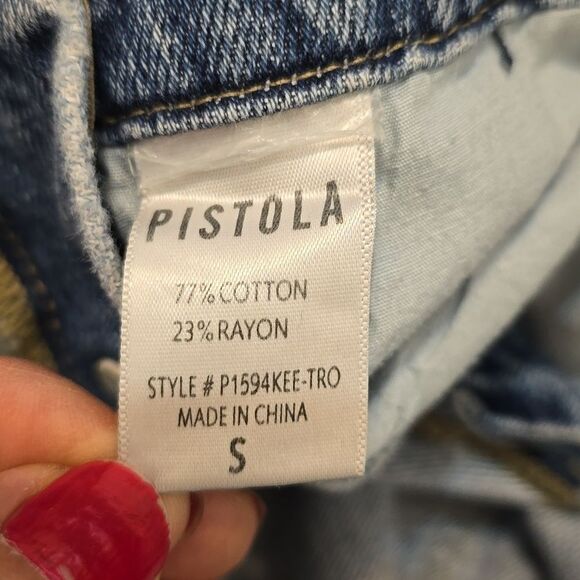 PISTOLA
77% COTTON
23% RAYON
STYLE # P1594KEE-TRO
MADE IN CHINA
S